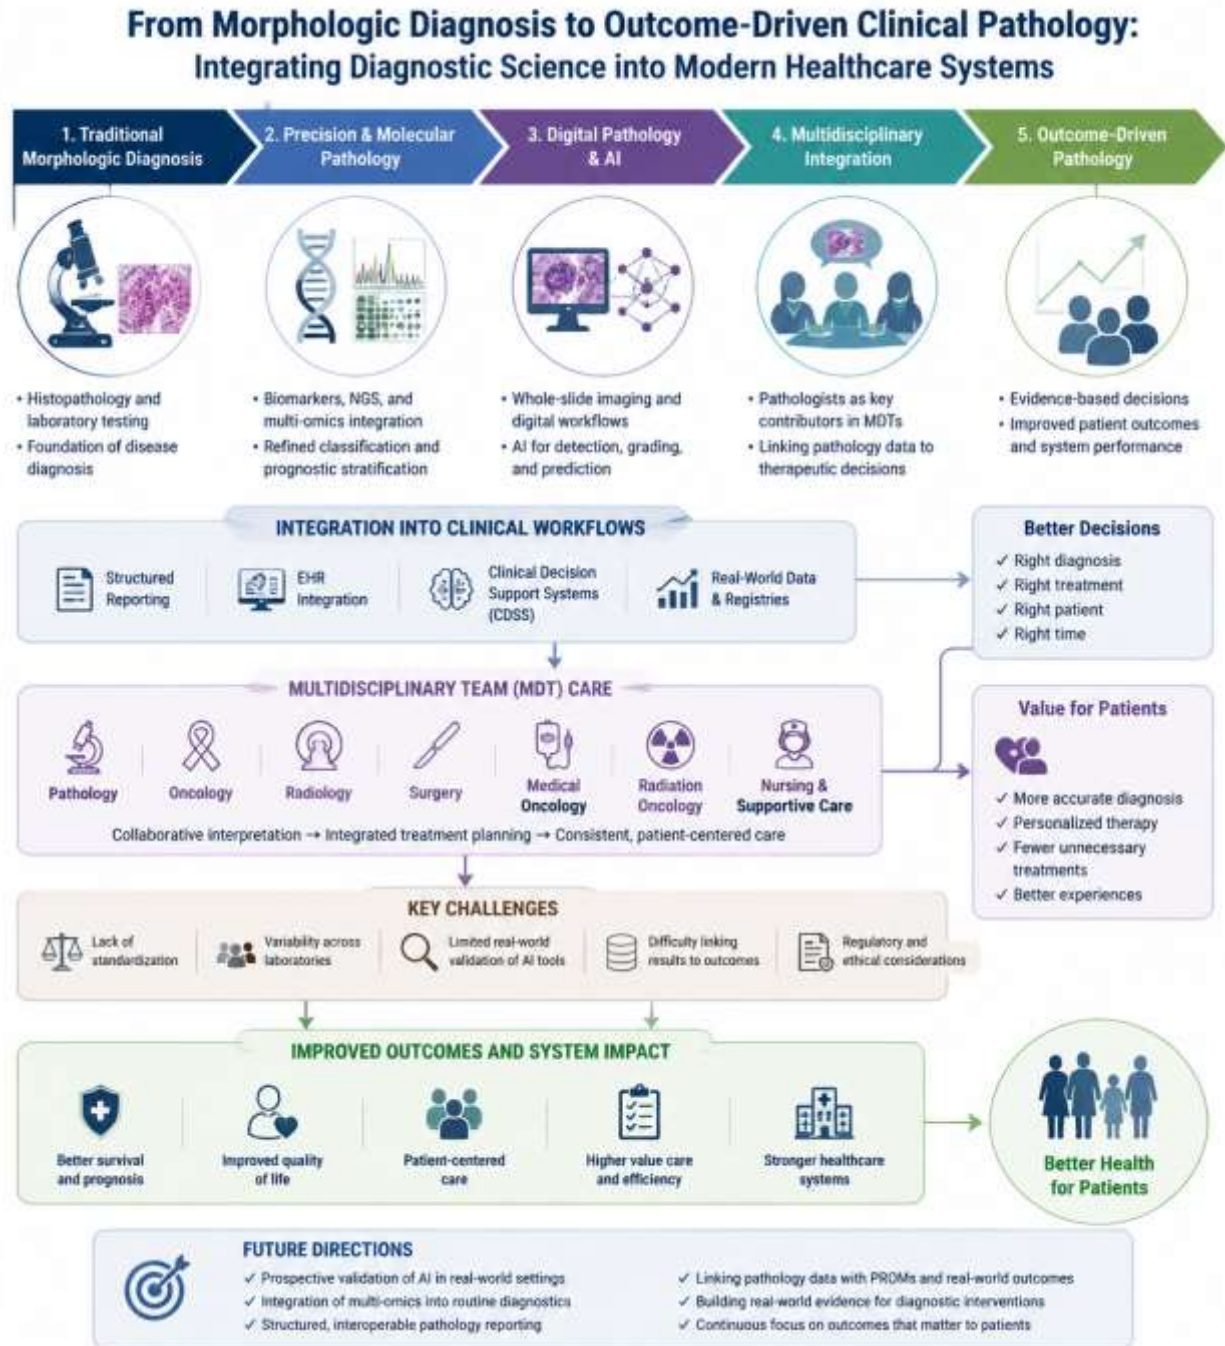 From Morphologic Diagnosis to Outcome-Driven Clinical Pathology:
Integrating Diagnostic Science into Modern Healthcare Systems
1. Traditional
Morphologic Diagnosis
2. Precision & Molecular
Pathology
3. Digital Pathology
& AI
4. Multidisciplinary
Integration
5. Outcome-Driven
Pathology
• Histopathology and
laboratory testing
• Foundation of disease
diagnosis
• Biomarkers, NGS, and
multi-omics integration
• Refined classification and
prognostic stratification
• Whole-slide imaging and
digital workflows
• AI for detection, grading,
and prediction
• Pathologists as key
contributors in MDTs
• Linking pathology data to
therapeutic decisions
• Evidence-based decisions
• Improved patient outcomes
and system performance
INTEGRATION INTO CLINICAL WORKFLOWS
Structured
Reporting
EHR
Integration
Clinical Decision
Support Systems
(CDSS)
Real-World Data
& Registries
Better Decisions
✓ Right diagnosis
✓ Right treatment
✓ Right patient
✓ Right time
MULTIDISCIPLINARY TEAM (MDT) CARE
Pathology
Oncology
Radiology
Surgery
Medical
Oncology
Radiation
Oncology
Nursing &
Supportive Care
Collaborative interpretation → Integrated treatment planning → Consistent, patient-centered care
Value for Patients
✓ More accurate diagnosis
✓ Personalized therapy
✓ Fewer unnecessary
treatments
✓ Better experiences
KEY CHALLENGES
Lack of
standardization
Variability across
laboratories
Limited real-world
validation of AI tools
Difficulty linking
results to outcomes
Regulatory and
ethical considerations
IMPROVED OUTCOMES AND SYSTEM IMPACT
Better survival
and prognosis
Improved quality
of life
Patient-centered
care
Higher value care
and efficiency
Stronger healthcare
systems
Better Health
for Patients
FUTURE DIRECTIONS
✓ Prospective validation of AI in real-world settings
✓ Integration of multi-omics into routine diagnostics
✓ Structured, interoperable pathology reporting
✓ Linking pathology data with PROMs and real-world outcomes
✓ Building real-world evidence for diagnostic interventions
✓ Continuous focus on outcomes that matter to patients